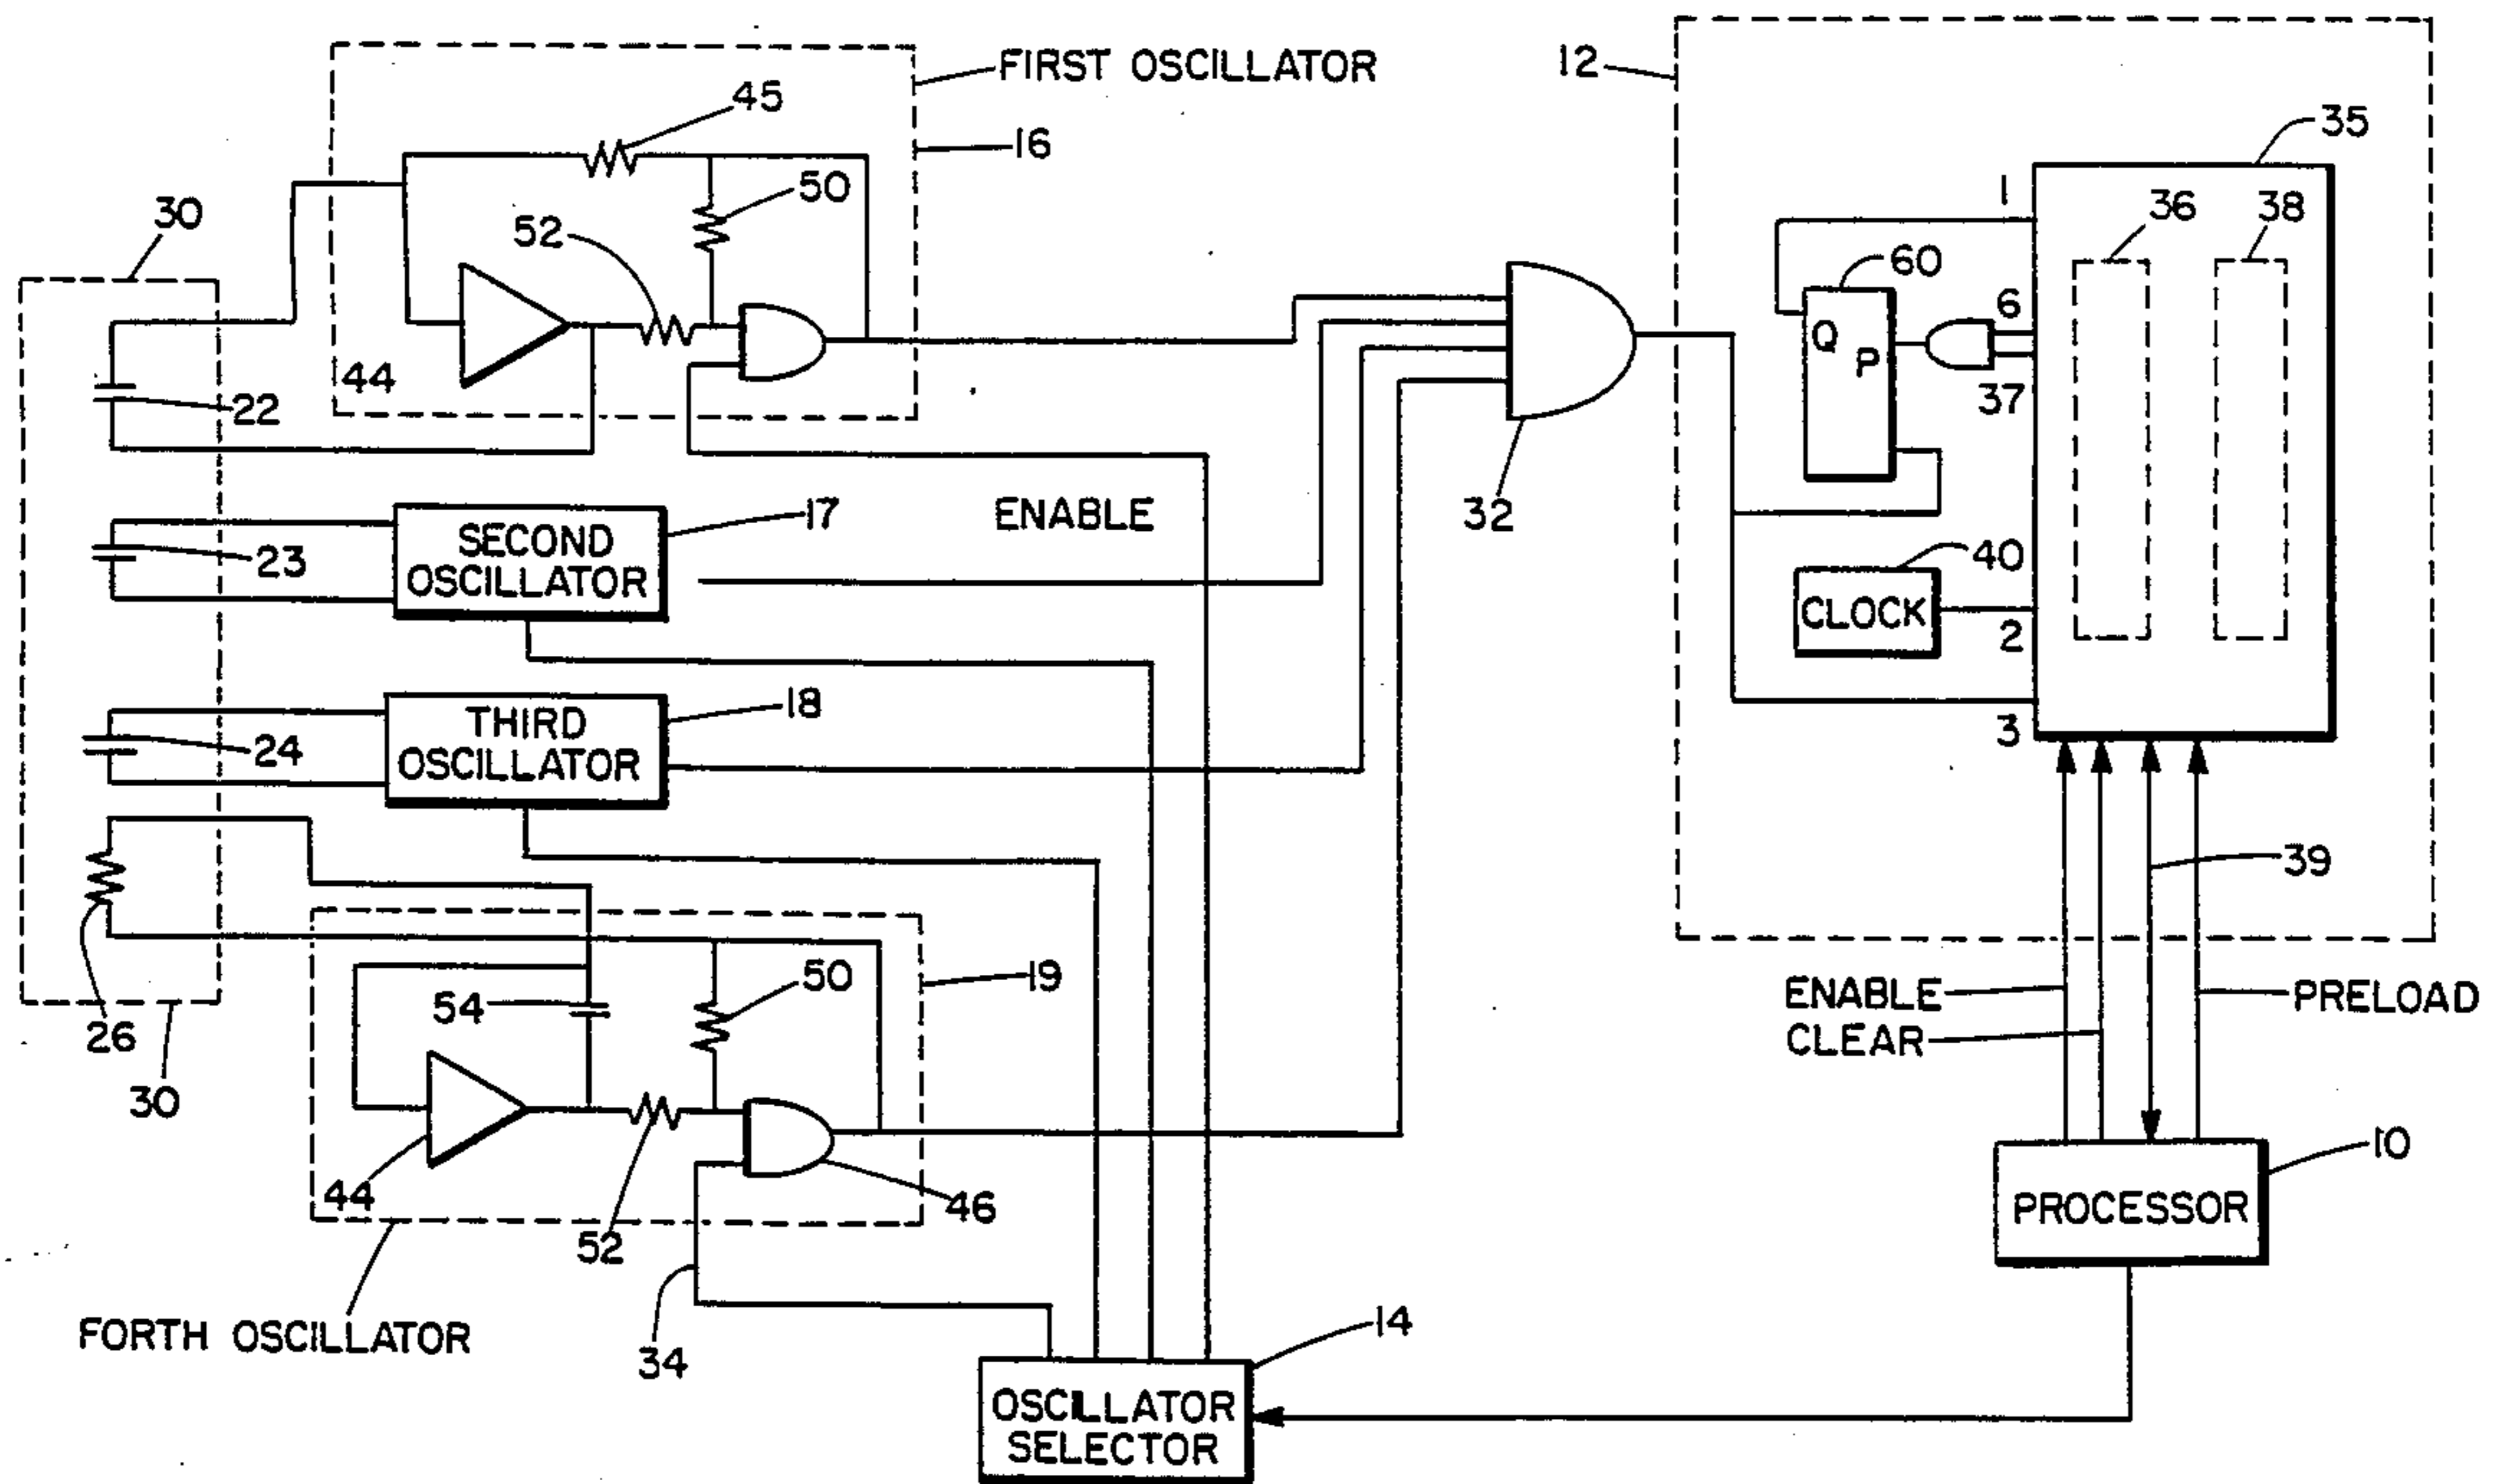 FIRST OSCILLATOR
12
45
35
16
1
30
50
36
38
52
60
6
Q
P
44
37
22
32
17
ENABLE
SECOND
OSCILLATOR
23
40
CLOCK
2
18
THIRD
OSCILLATOR
24
3
39
50
19
ENABLE
PRELOAD
54
26
CLEAR
30
10
44
46
PROCESSOR
52
FORTH OSCILLATOR
34
14
OSCILLATOR
SELECTOR